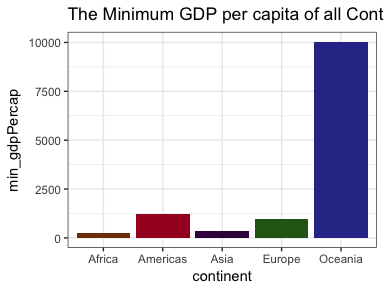 The Minimum GDP per capita of all Cont
min_gdpPercap
10000
7500
5000
2500
0
Africa Americas Asia Europe Oceania
continent